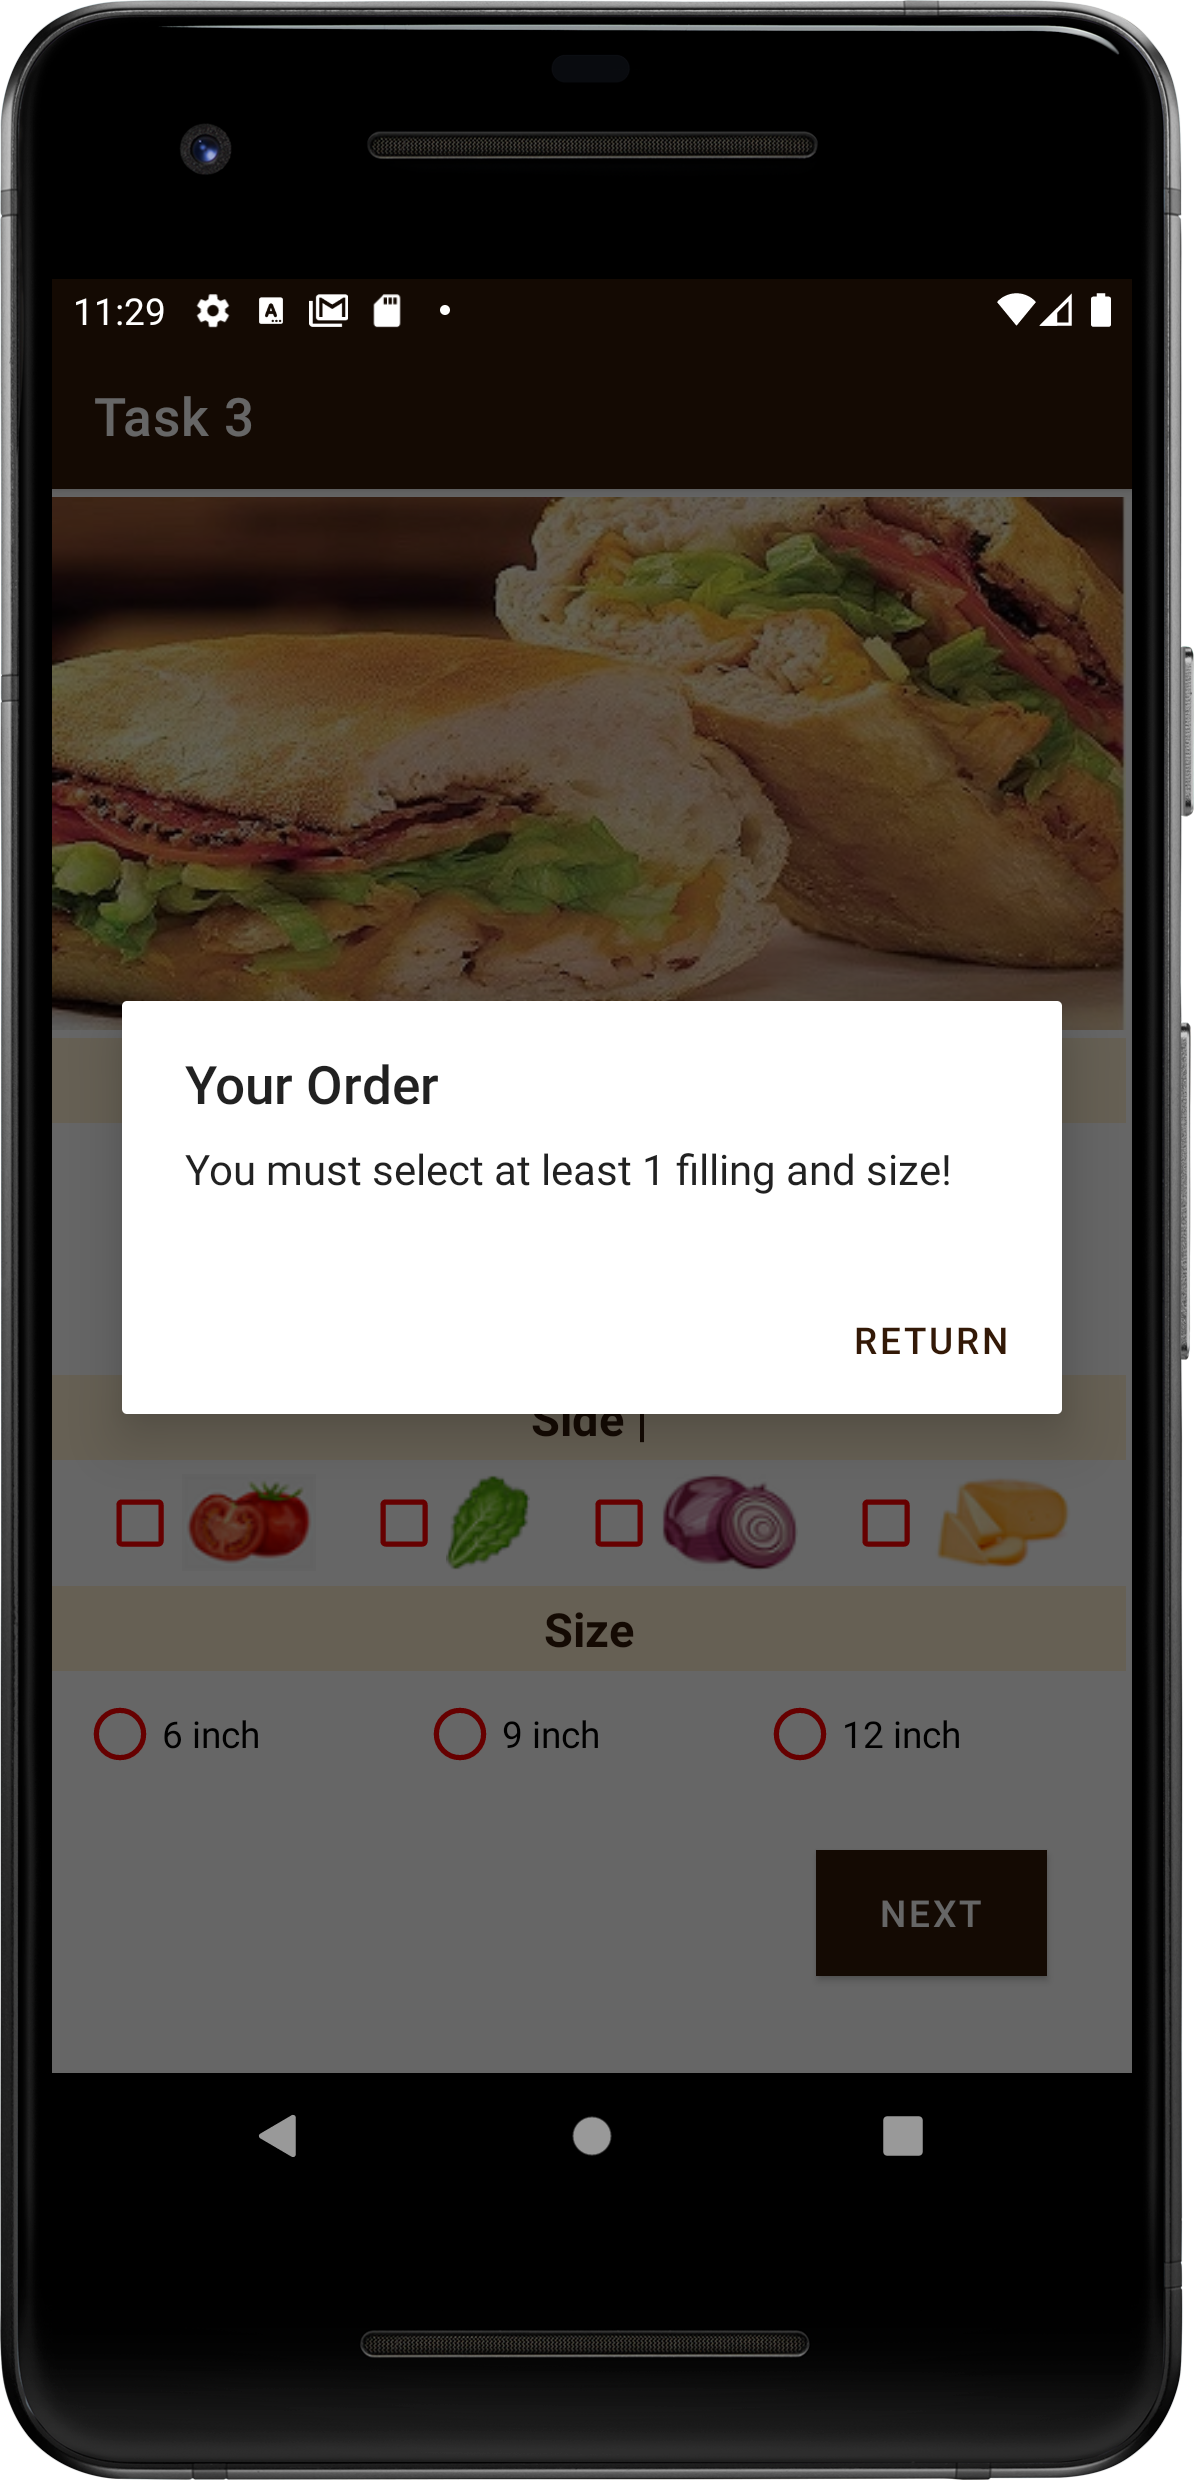 11:29
Task 3
Your Order
You must select at least 1 filling and size!
RETURN
Side |
Size
6 inch
9 inch
12 inch
NEXT